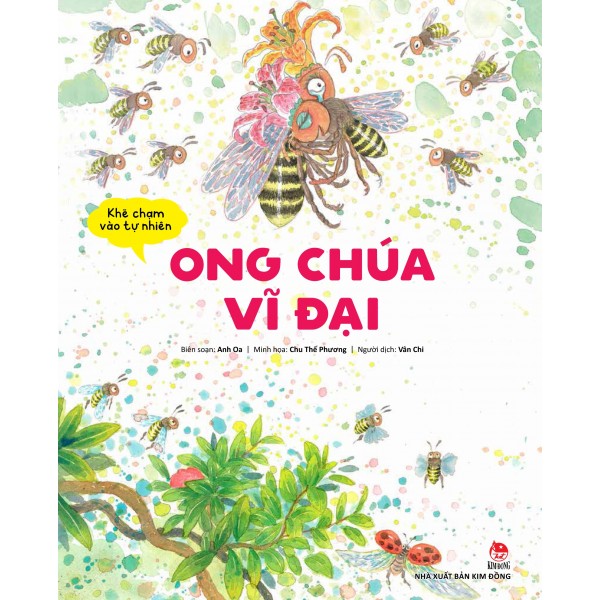 Khẽ chạm
vào tự nhiên
ONG CHÚA
VĨ ĐẠI
Biên soạn: Anh Oa | Minh họa: Chu Thế Phương | Người dịch: Vân Chi
KIM ĐỒNG
NHÀ XUẤT BẢN KIM ĐỒNG